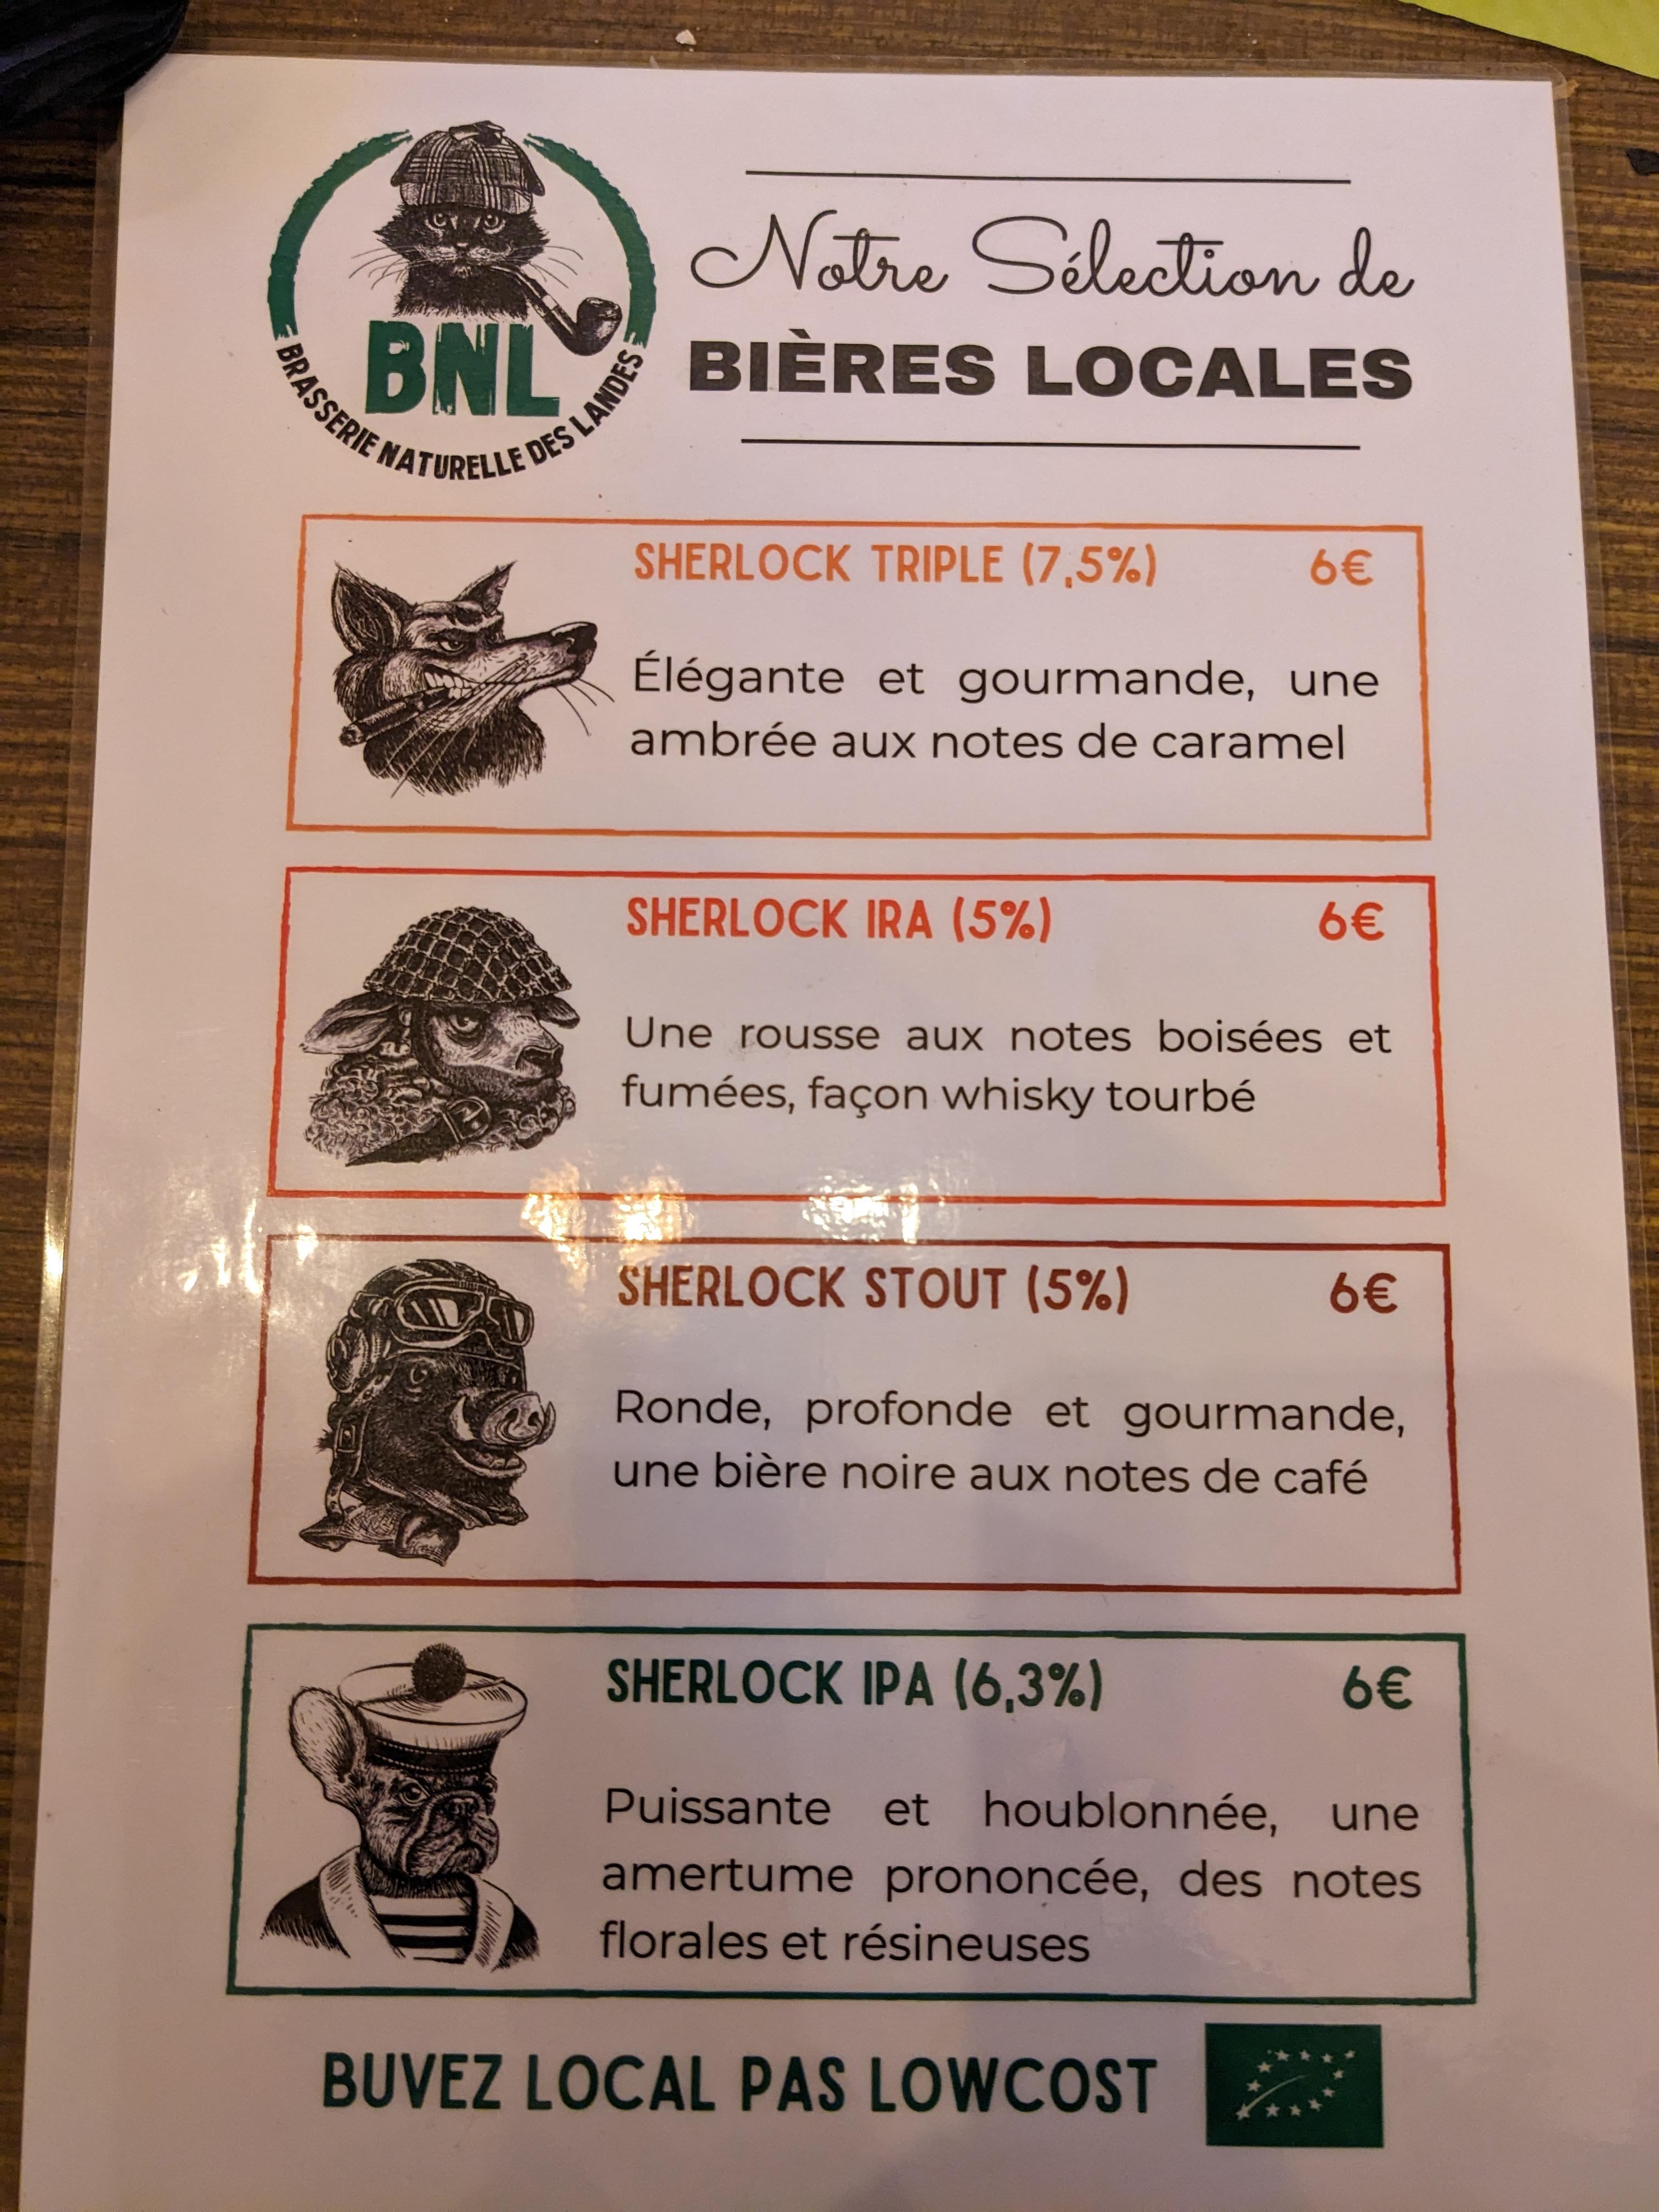 BNL
BRASSERIE NATURELLE DES LANDES
Notre Sélection de
BIÈRES LOCALES
SHERLOCK TRIPLE (7,5%) 6€
Élégante et gourmande, une
ambrée aux notes de caramel
SHERLOCK IRA (5%) 6€
Une rousse aux notes boisées et
fumées, façon whisky tourbé
SHERLOCK STOUT (5%) 6€
Ronde, profonde et gourmande,
une bière noire aux notes de café
SHERLOCK IPA (6,3%) 6€
Puissante et houblonnée, une
amertume prononcée, des notes
florales et résineuses
BUVEZ LOCAL PAS LOWCOST